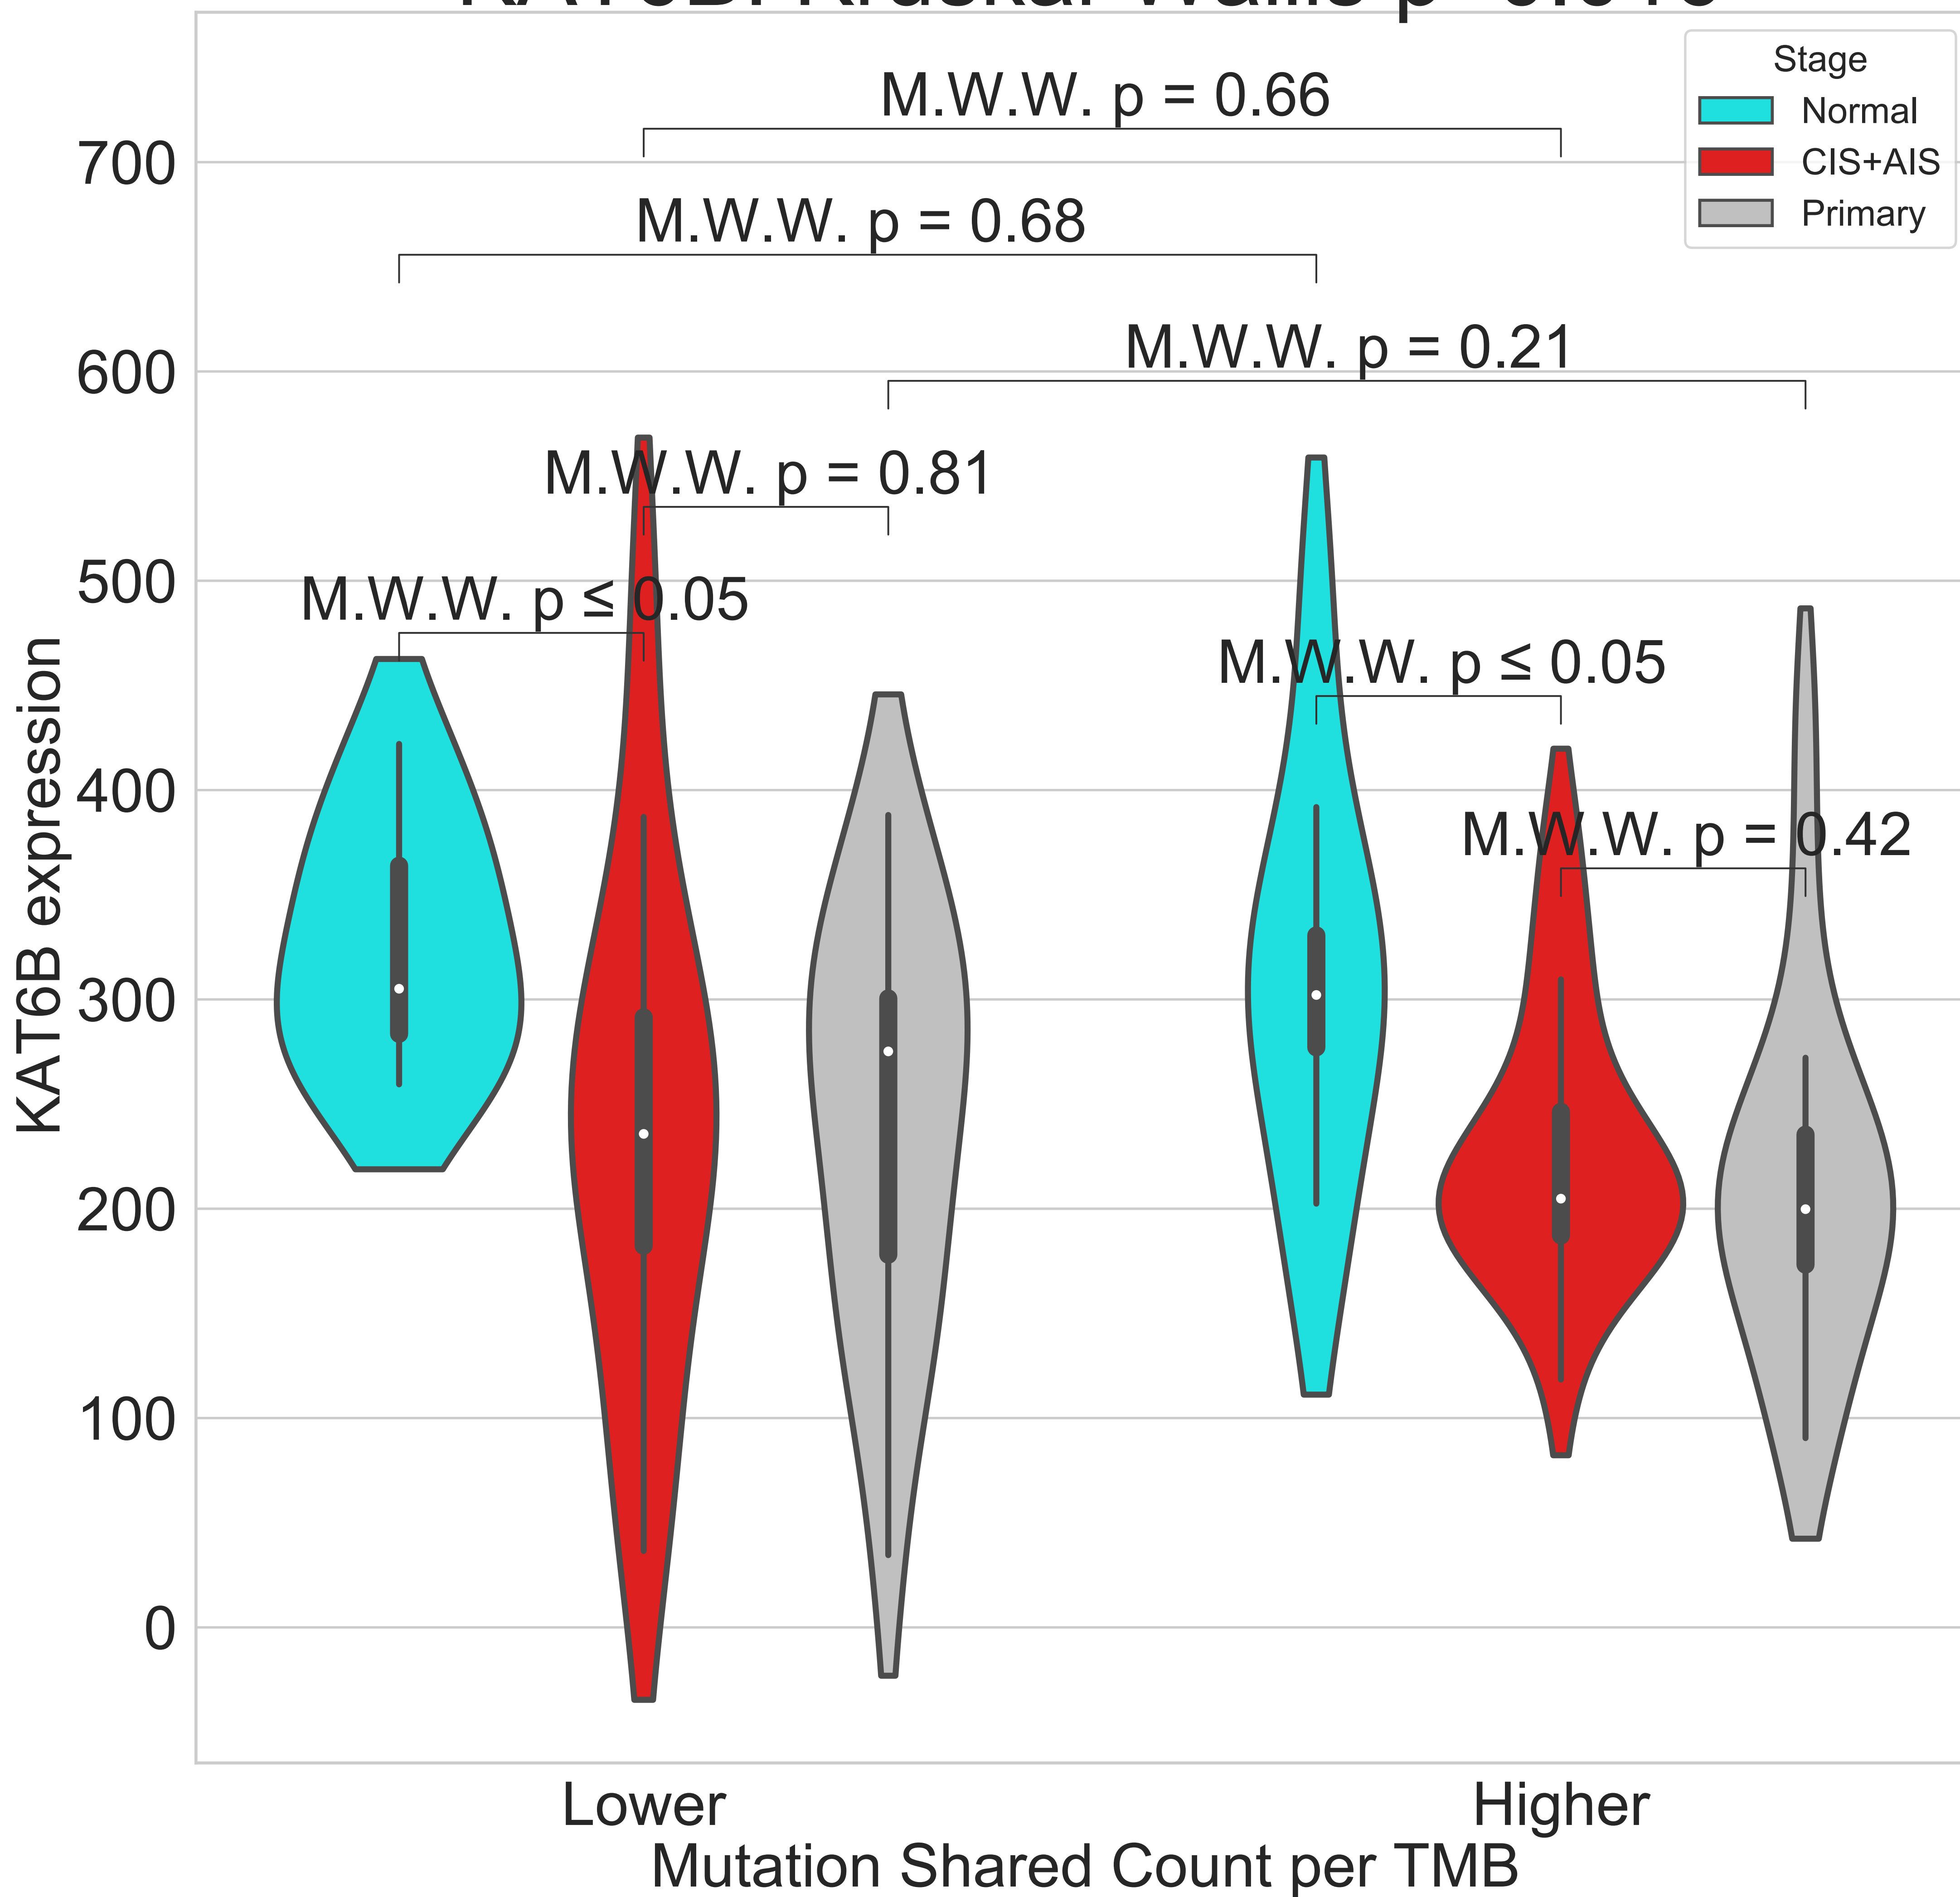 Stage
Normal
CIS+AIS
Primary
M.W.W. p = 0.66
M.W.W. p = 0.68
M.W.W. p = 0.21
M.W.W. p = 0.81
M.W.W. p ≤ 0.05
M.W.W. p ≤ 0.05
M.W.W. p = 0.42
700
600
500
400
300
200
100
0
KAT6B expression
Lower
Higher
Mutation Shared Count per TMB